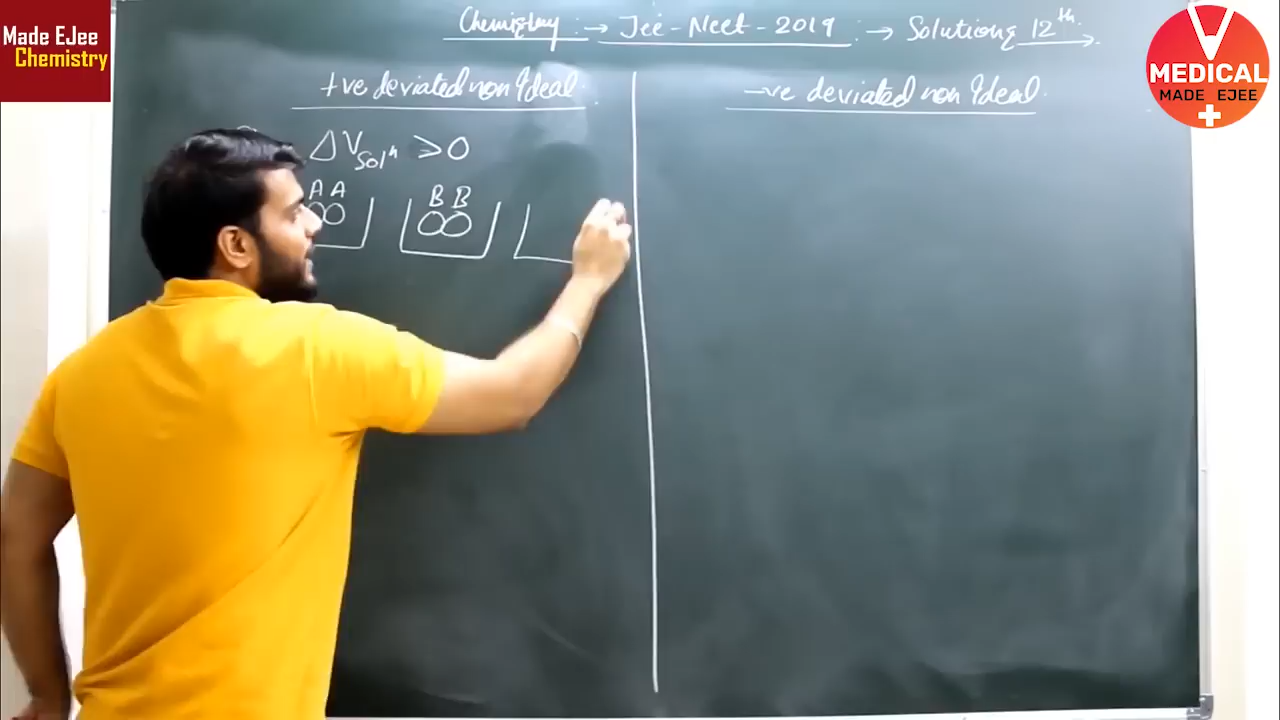 Made EJee
Chemistry
Chemistry :→ Jee-Neet-2019 → Solutions 12th
MEDICAL
MADE EJEE
+ve deviated non Ideal
-ve deviated non Ideal
ΔVSolⁿ > 0
A A
B B